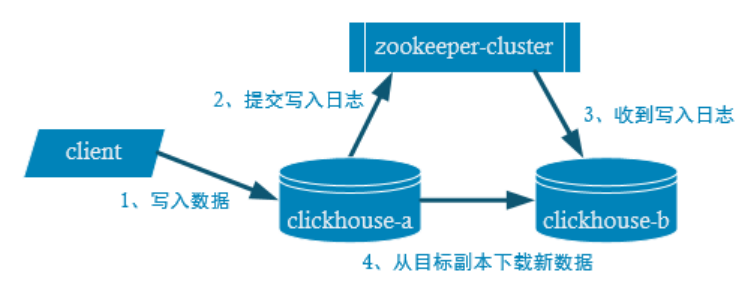 zookeeper-cluster
2、提交写入日志
3、收到写入日志
client
1、写入数据
clickhouse-a
clickhouse-b
4、从目标副本下载新数据